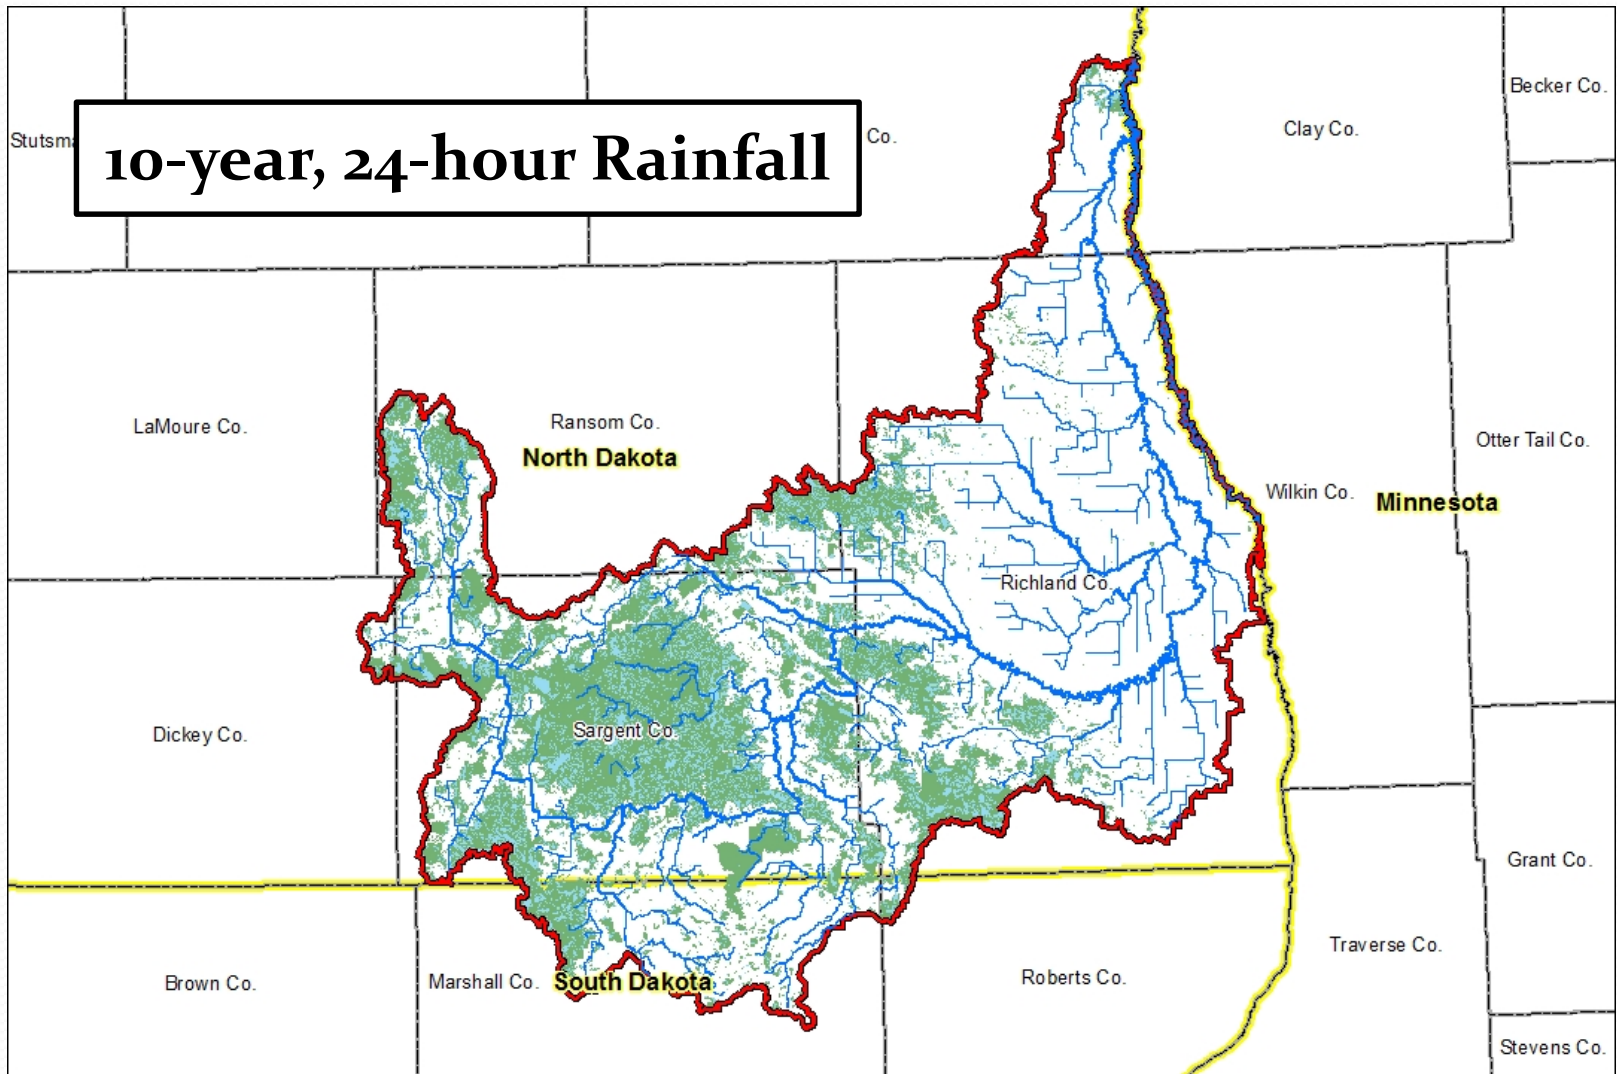 Becker Co.
Clay Co.
Stutsm
Co.
10-year, 24-hour Rainfall
LaMoure Co.
Ransom Co.
North Dakota
Otter Tail Co.
Wilkin Co.
Minnesota
Richland Co.
Dickey Co.
Sargent Co.
Grant Co.
Traverse Co.
Brown Co.
Marshall Co.
South Dakota
Roberts Co.
Stevens Co.